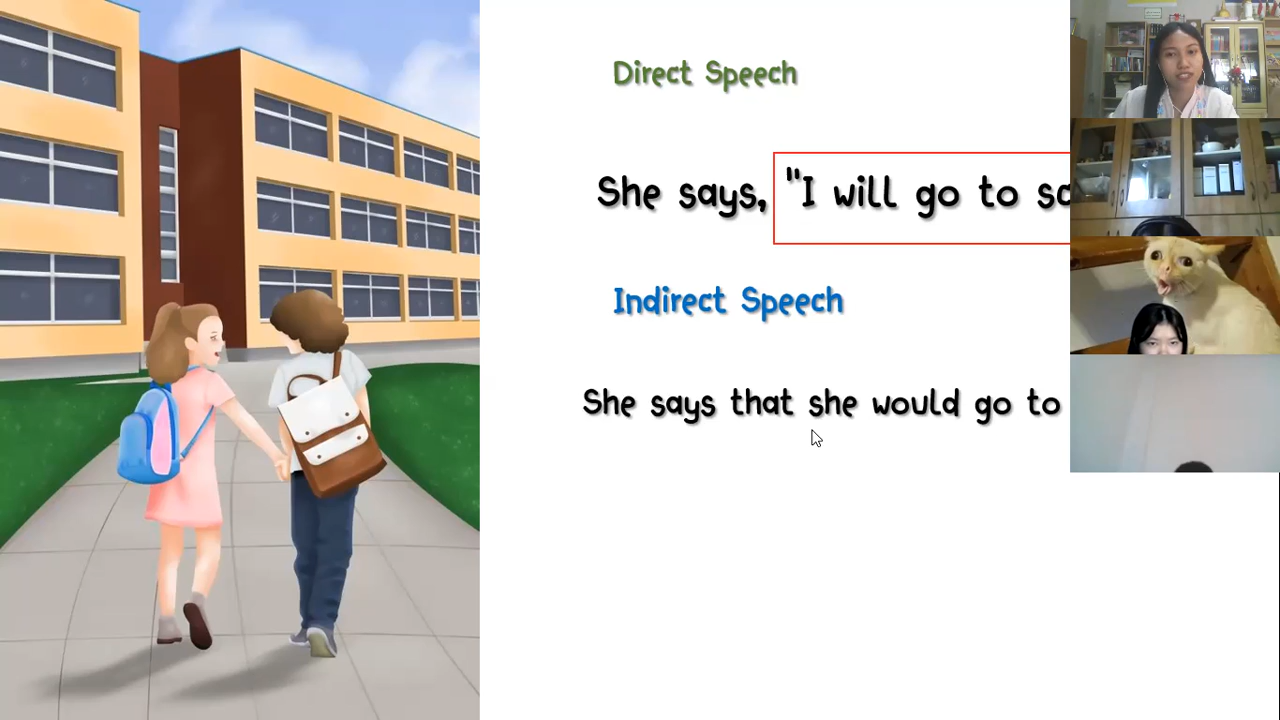 Direct Speech
She says, "I will go to
Indirect Speech
She says that she would go to